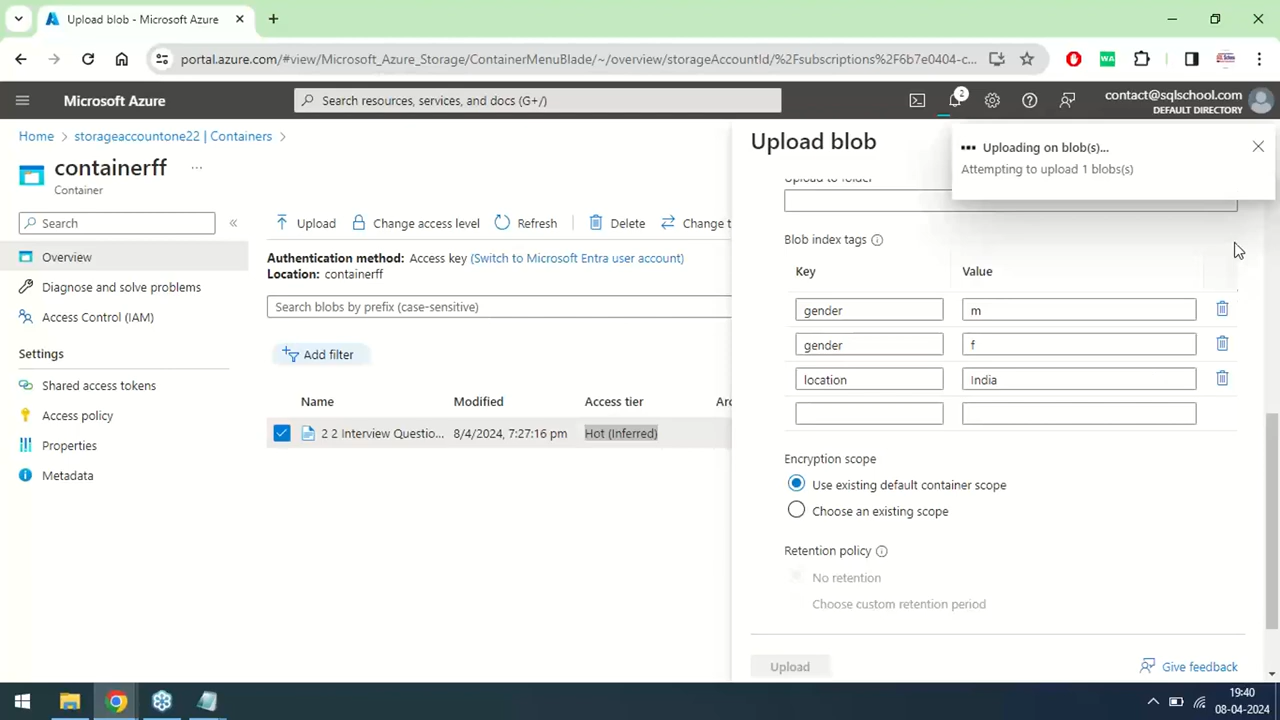 Upload blob - Microsoft Azure
portal.azure.com/#view/Microsoft_Azure_Storage/ContainerMenuBlade/~/overview/storageAccountId/%2Fsubscriptions%2F6b7e0404-c...
Microsoft Azure
Search resources, services, and docs (G+/)
2
contact@sqlschool.com
DEFAULT DIRECTORY
Home > storageaccountone22 | Containers >
containerff
...
Container
Search
«
Overview
Diagnose and solve problems
Access Control (IAM)
Settings
Shared access tokens
Access policy
Properties
Metadata
Upload
Change access level
Refresh
Delete
Change t
Authentication method: Access key (Switch to Microsoft Entra user account)
Location: containerff
Search blobs by prefix (case-sensitive)
Add filter
Name Modified Access tier Arc
2 2 Interview Questio... 8/4/2024, 7:27:16 pm Hot (Inferred)
Upload blob
Uploading on blob(s)...
Attempting to upload 1 blobs(s)
Upload to folder
Blob index tags
Key Value
gender m
gender f
location India
Encryption scope
Use existing default container scope
Choose an existing scope
Retention policy
No retention
Choose custom retention period
Upload
Give feedback
19:40
08-04-2024